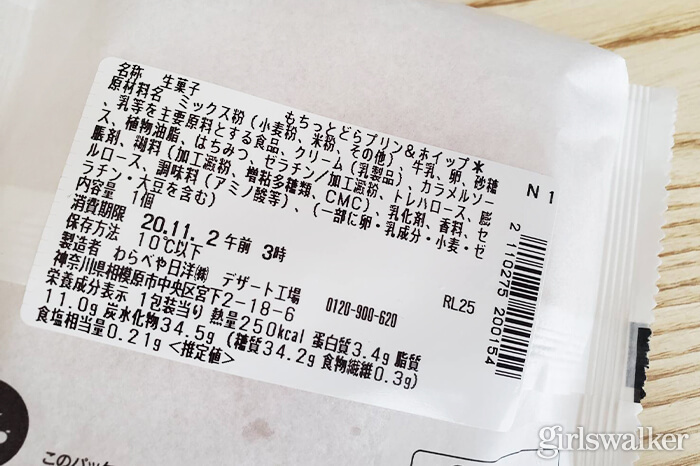 もちっとどらプリン&ホイップ*
名称 生菓子
原材料名 ミックス粉(小麦粉、米粉、その他)、牛乳、卵、砂糖
、乳等を主要原料とする食品、クリーム(乳製品)、カラメルソー
ス、植物油脂、はちみつ、ゼラチン/加工澱粉、トレハロース、膨
脹剤、糊料(加工澱粉、増粘多糖類、CMC)、乳化剤、香料、セ
ルロース、調味料(アミノ酸等)、(一部に卵・乳成分・小麦・ゼ
ラチン・大豆を含む)
内容量 1個
消費期限 20.11. 2 午前 3時
保存方法 10℃以下
製造者 わらべや日洋㈱ デザート工場
神奈川県相模原市中央区宮下2-18-6 0120-900-620
栄養成分表示 1包装当り 熱量250kcal 蛋白質3.4g 脂質
11.0g 炭水化物34.5g (糖質34.2g 食物繊維0.3g)
食塩相当量0.21g <推定値>
N 1
RL25
2 110275 200154
このパッケ
girlswalker